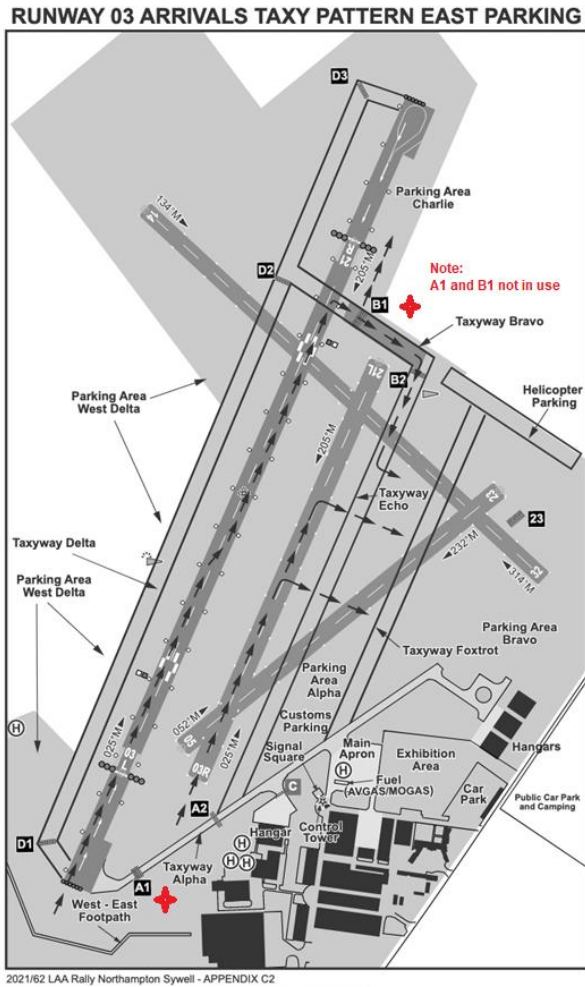 RUNWAY 03 ARRIVALS TAXY PATTERN EAST PARKING
D3
Parking Area
Charlie
134°M
14
21R
205°M
D2
Note:
A1 and B1 not in use
B1
Taxyway Bravo
21L
B2
Helicopter
Parking
Parking Area
West Delta
205°M
Taxyway
Echo
23
23
232°M
314°M
32
Taxyway Delta
Parking Area
West Delta
Parking Area
Bravo
Taxyway Foxtrot
Parking
Area
Alpha
052°M
05
025°M
03
03R
025°M
Customs
Parking
Signal
Square
Main
Apron
Exhibition
Area
Hangars
H
H
Fuel
(AVGAS/MOGAS)
C
Car
Park
Public Car Park
and Camping
A2
Hangar
Control
Tower
D1
H
H
H
Taxyway
Alpha
A1
West - East
Footpath
2021/62 LAA Rally Northampton Sywell - APPENDIX C2